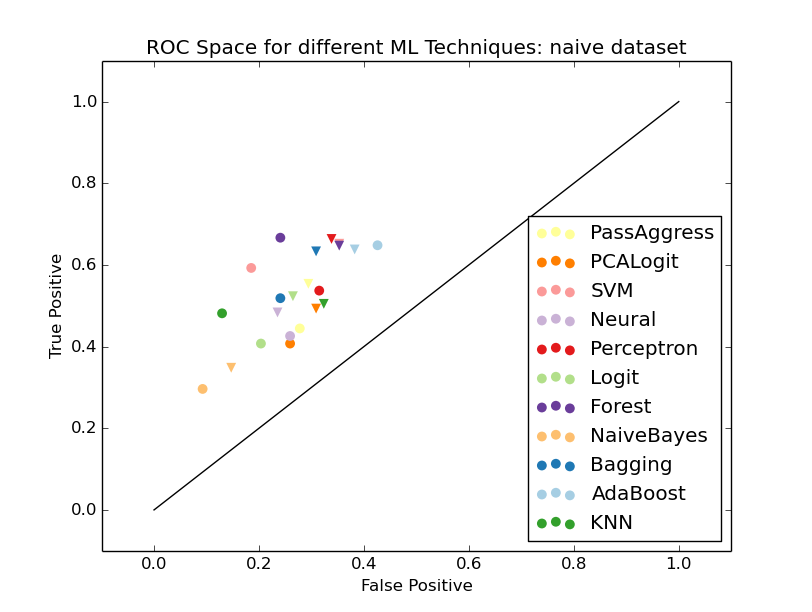 ROC Space for different ML Techniques: naive dataset
True Positive
1.0
0.8
0.6
0.4
0.2
0.0
PassAggress
PCALogit
SVM
Neural
Perceptron
Logit
Forest
NaiveBayes
Bagging
AdaBoost
KNN
0.0 0.2 0.4 0.6 0.8 1.0
False Positive